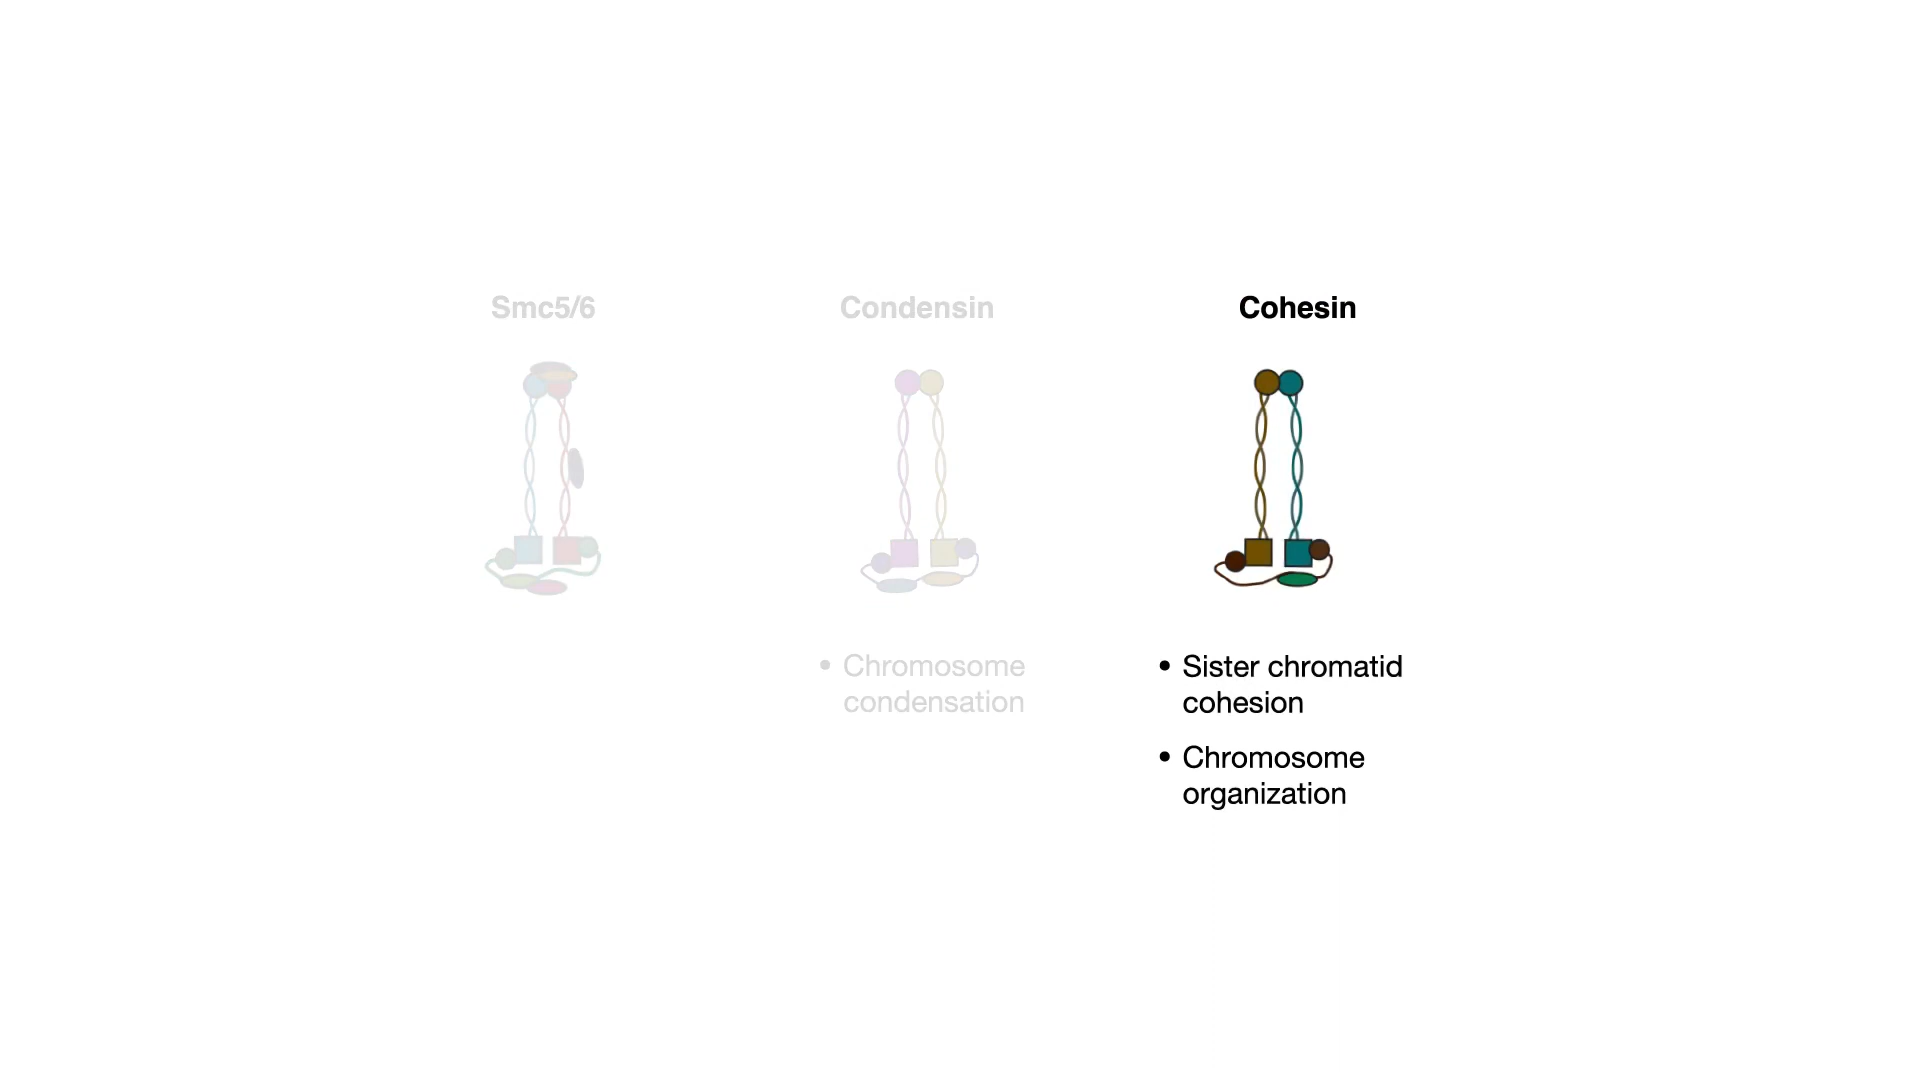 Smc5/6
Condensin
Cohesin
• Chromosome
condensation
• Sister chromatid
cohesion
• Chromosome
organization